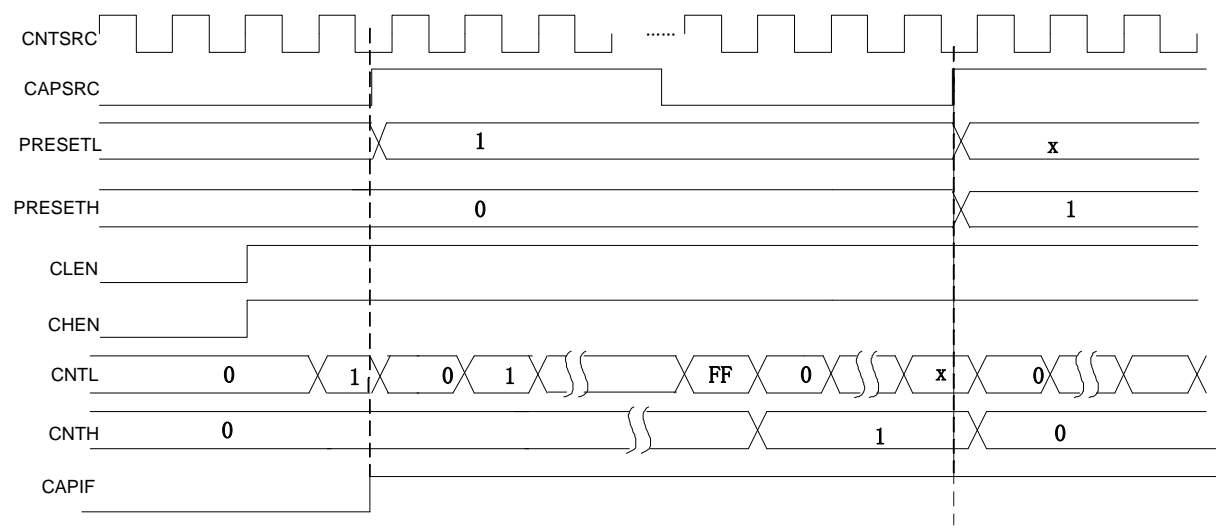 CNTSRC ......
CAPSRC
PRESETL 1 x
PRESETH 0 1
CLEN
CHEN
CNTL 0 1 0 1 FF 0 x 0
CNTH 0 1 0
CAPIF